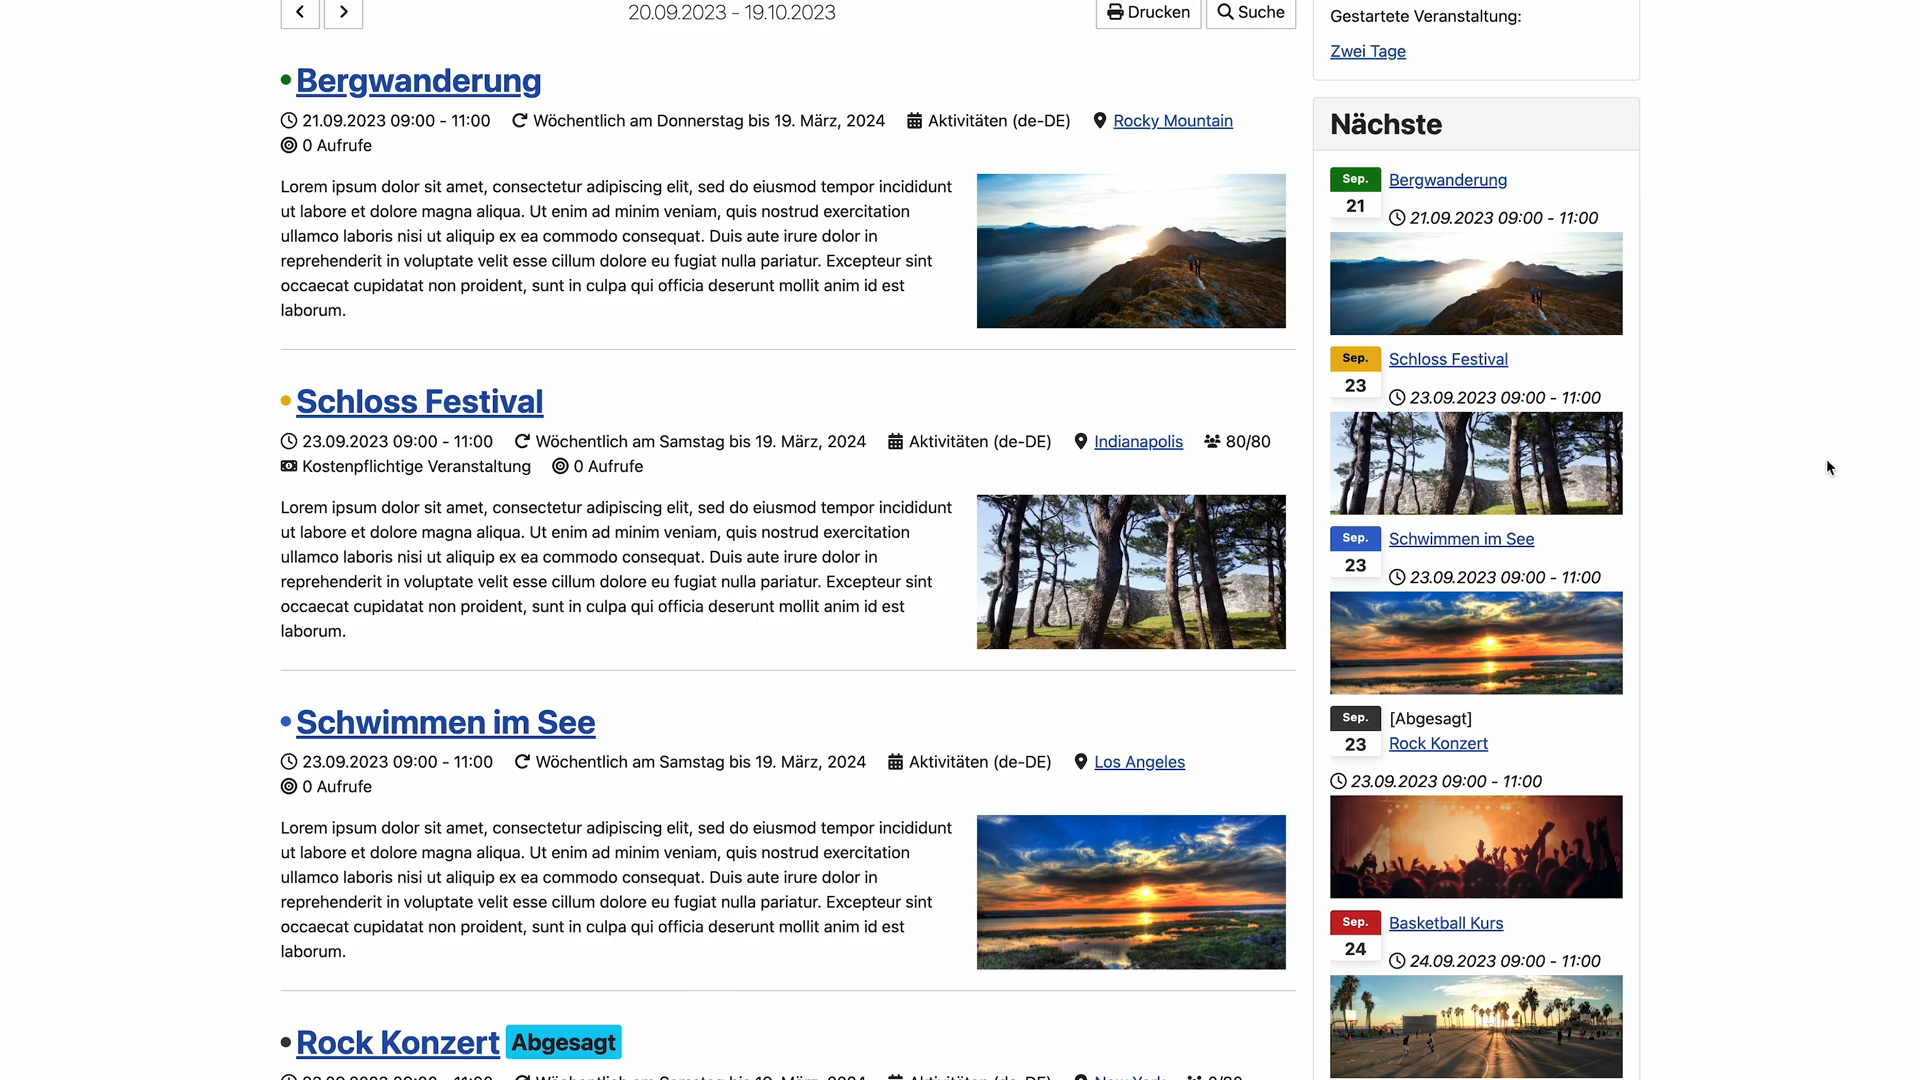 20.09.2023 - 19.10.2023
Drucken
Suche
Bergwanderung
21.09.2023 09:00 - 11:00 Wöchentlich am Donnerstag bis 19. März, 2024 Aktivitäten (de-DE) Rocky Mountain
0 Aufrufe
Lorem ipsum dolor sit amet, consectetur adipiscing elit, sed do eiusmod tempor incididunt
ut labore et dolore magna aliqua. Ut enim ad minim veniam, quis nostrud exercitation
ullamco laboris nisi ut aliquip ex ea commodo consequat. Duis aute irure dolor in
reprehenderit in voluptate velit esse cillum dolore eu fugiat nulla pariatur. Excepteur sint
occaecat cupidatat non proident, sunt in culpa qui officia deserunt mollit anim id est
laborum.
Schloss Festival
23.09.2023 09:00 - 11:00 Wöchentlich am Samstag bis 19. März, 2024 Aktivitäten (de-DE) Indianapolis 80/80
Kostenpflichtige Veranstaltung 0 Aufrufe
Lorem ipsum dolor sit amet, consectetur adipiscing elit, sed do eiusmod tempor incididunt
ut labore et dolore magna aliqua. Ut enim ad minim veniam, quis nostrud exercitation
ullamco laboris nisi ut aliquip ex ea commodo consequat. Duis aute irure dolor in
reprehenderit in voluptate velit esse cillum dolore eu fugiat nulla pariatur. Excepteur sint
occaecat cupidatat non proident, sunt in culpa qui officia deserunt mollit anim id est
laborum.
Schwimmen im See
23.09.2023 09:00 - 11:00 Wöchentlich am Samstag bis 19. März, 2024 Aktivitäten (de-DE) Los Angeles
0 Aufrufe
Lorem ipsum dolor sit amet, consectetur adipiscing elit, sed do eiusmod tempor incididunt
ut labore et dolore magna aliqua. Ut enim ad minim veniam, quis nostrud exercitation
ullamco laboris nisi ut aliquip ex ea commodo consequat. Duis aute irure dolor in
reprehenderit in voluptate velit esse cillum dolore eu fugiat nulla pariatur. Excepteur sint
occaecat cupidatat non proident, sunt in culpa qui officia deserunt mollit anim id est
laborum.
Rock Konzert Abgesagt
Gestartete Veranstaltung:
Zwei Tage
Nächste
Sep.
21
Bergwanderung
21.09.2023 09:00 - 11:00
Sep.
23
Schloss Festival
23.09.2023 09:00 - 11:00
Sep.
23
Schwimmen im See
23.09.2023 09:00 - 11:00
Sep.
23
[Abgesagt]
Rock Konzert
23.09.2023 09:00 - 11:00
Sep.
24
Basketball Kurs
24.09.2023 09:00 - 11:00